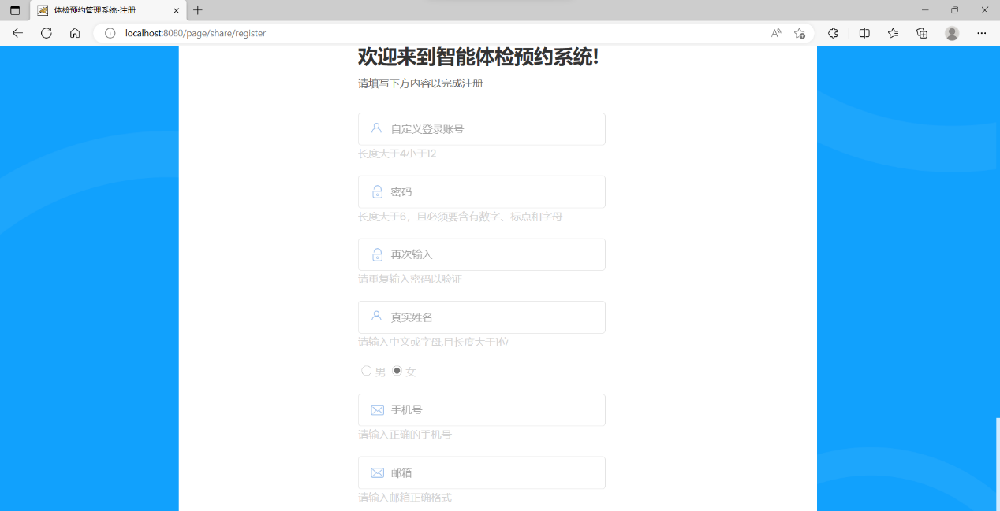 体检预约管理系统-注册
localhost:8080/page/share/register
欢迎来到智能体检预约系统!
请填写下方内容以完成注册
自定义登录账号
长度大于4小于12
密码
长度大于6，且必须要含有数字、标点和字母
再次输入
请重复输入密码以验证
真实姓名
请输入中文或字母,且长度大于1位
男 女
手机号
请输入正确的手机号
邮箱
请输入邮箱正确格式